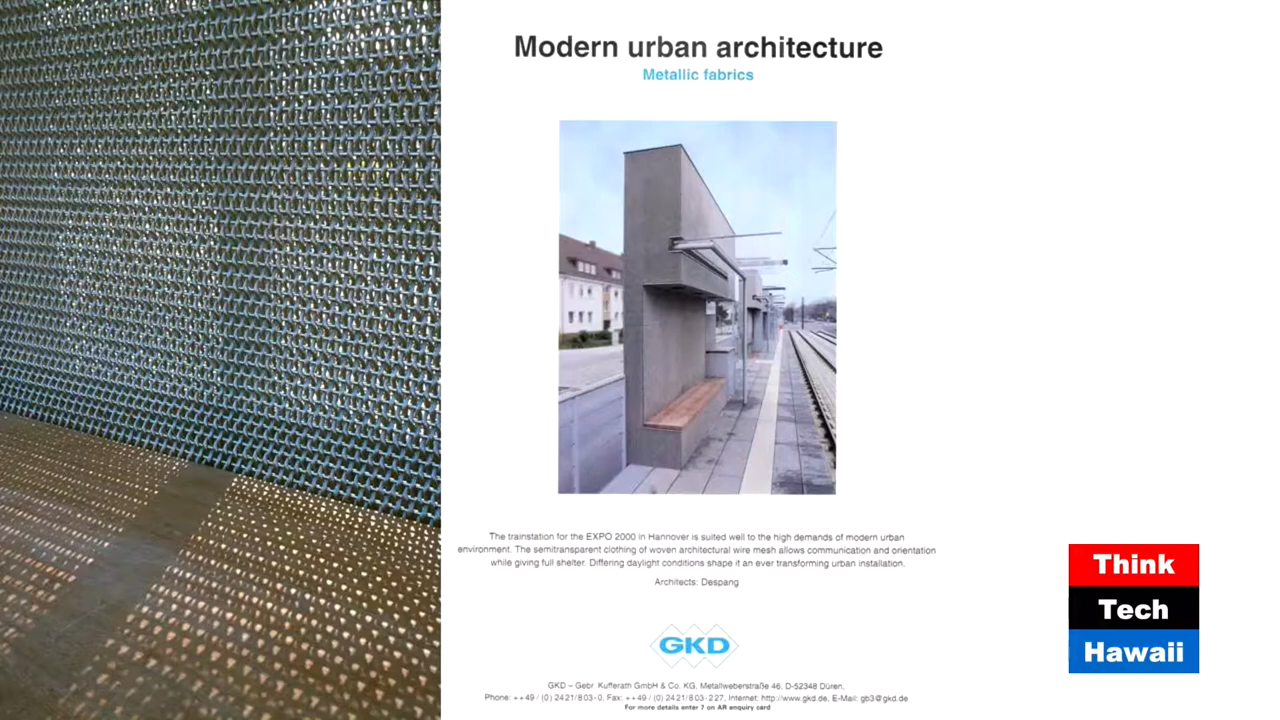 Modern urban architecture
Metallic fabrics
The trainstation for the EXPO 2000 in Hannover is suited well to the high demands of modern urban
environment. The semitransparent clothing of woven architectural wire mesh allows communication and orientation
while giving full shelter. Differing daylight conditions shape it an ever transforming urban installation.
Architects: Despang
GKD
GKD – Gebr. Kufferath GmbH & Co. KG, Metallweberstraße 46, D-52348 Düren,
Phone: ++49/(0) 2421/803-0, Fax: ++49/(0) 2421/803-227, Internet: http://www.gkd.de, E-Mail: gb3@gkd.de
For more details enter 7 on AR enquiry card
Think
Tech
Hawaii